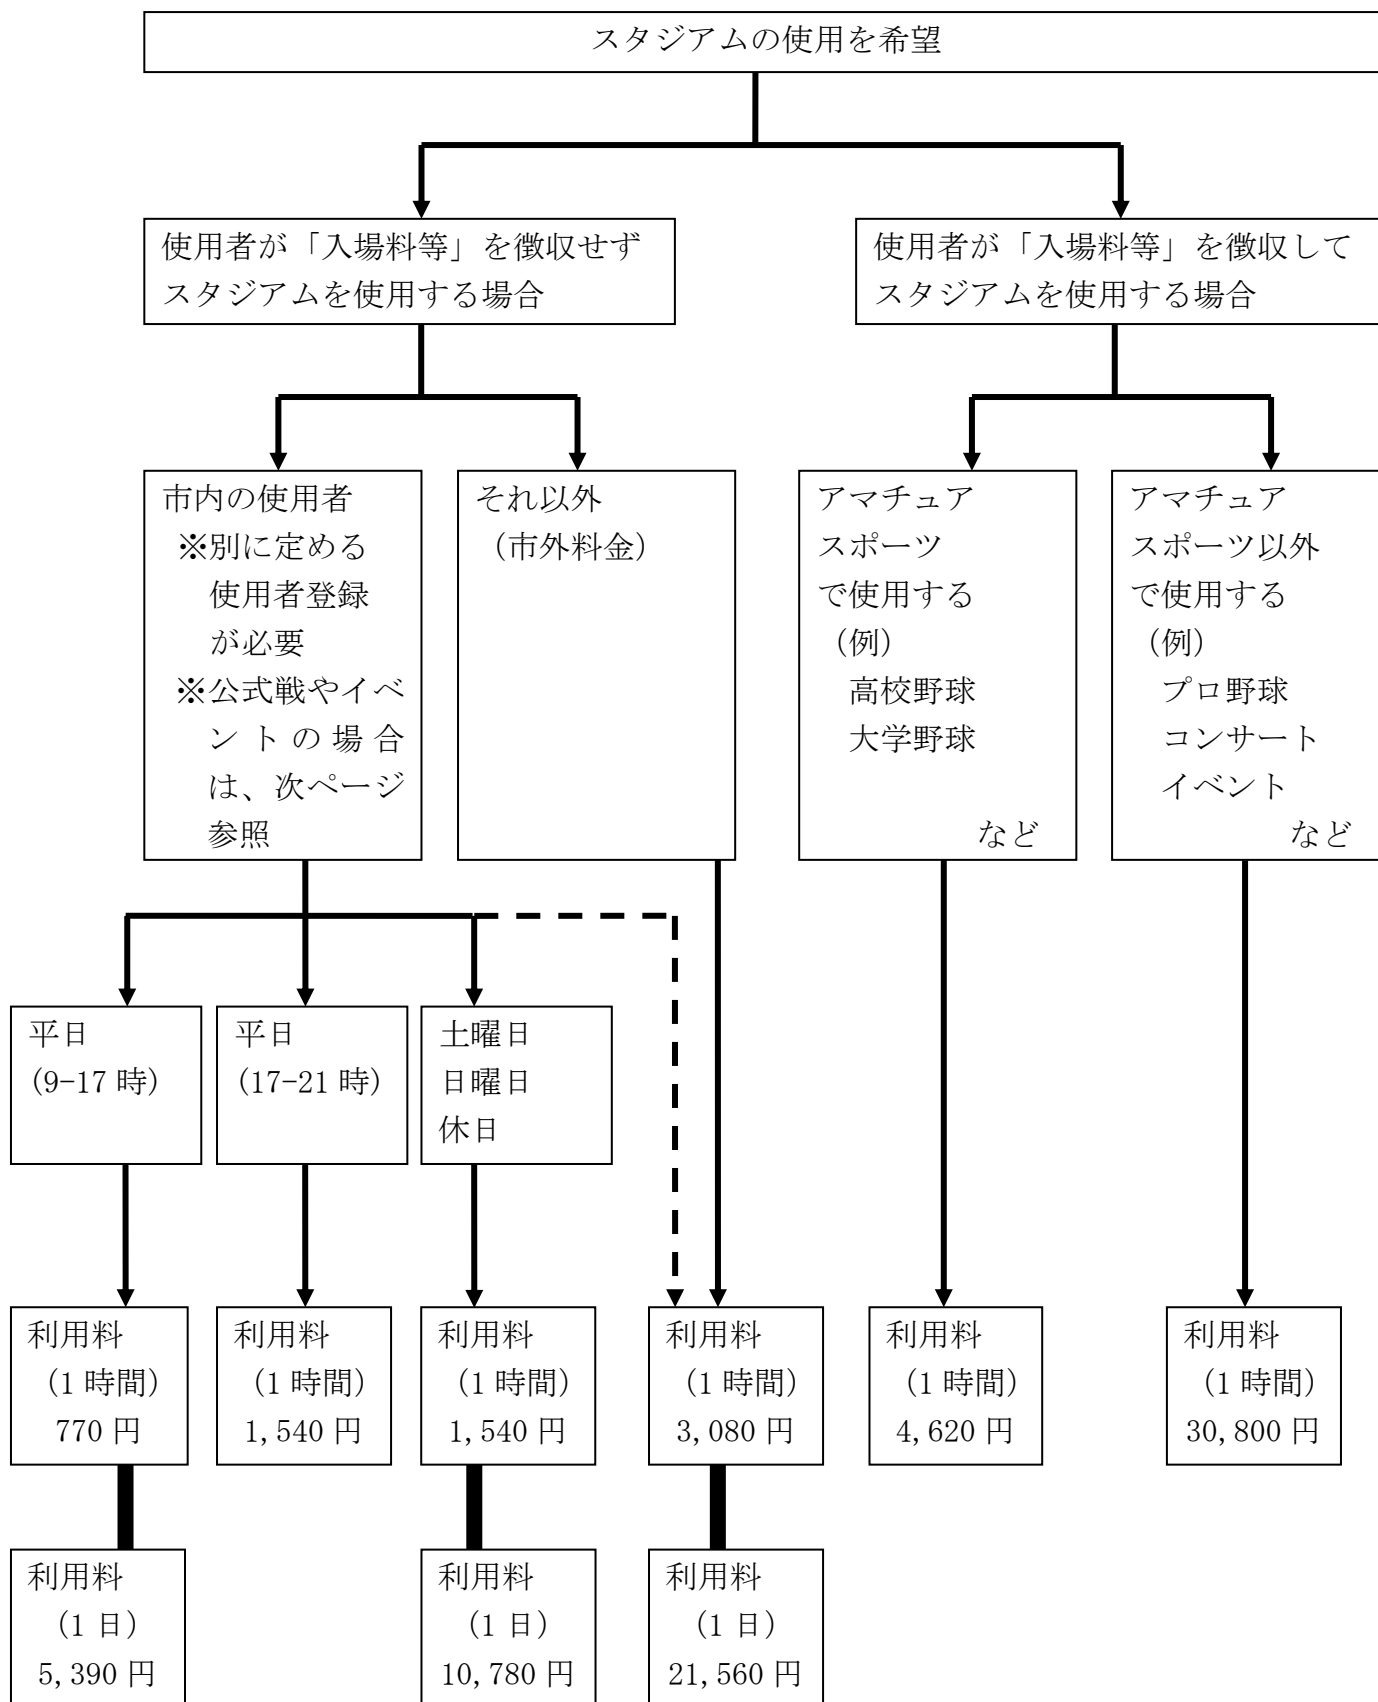 スタジアムの使用を希望
使用者が「入場料等」を徴収せず
スタジアムを使用する場合
使用者が「入場料等」を徴収して
スタジアムを使用する場合
市内の使用者
※別に定める
使用者登録
が必要
※公式戦やイベ
ントの場合
は、次ページ
参照
それ以外
(市外料金)
アマチュア
スポーツ
で使用する
(例)
高校野球
大学野球
など
アマチュア
スポーツ以外
で使用する
(例)
プロ野球
コンサート
イベント
など
平日
(9-17 時)
平日
(17-21 時)
土曜日
日曜日
休日
利用料
(1 時間)
770 円
利用料
(1 時間)
1,540 円
利用料
(1 時間)
1,540 円
利用料
(1 時間)
3,080 円
利用料
(1 時間)
4,620 円
利用料
(1 時間)
30,800 円
利用料
(1 日)
5,390 円
利用料
(1 日)
10,780 円
利用料
(1 日)
21,560 円